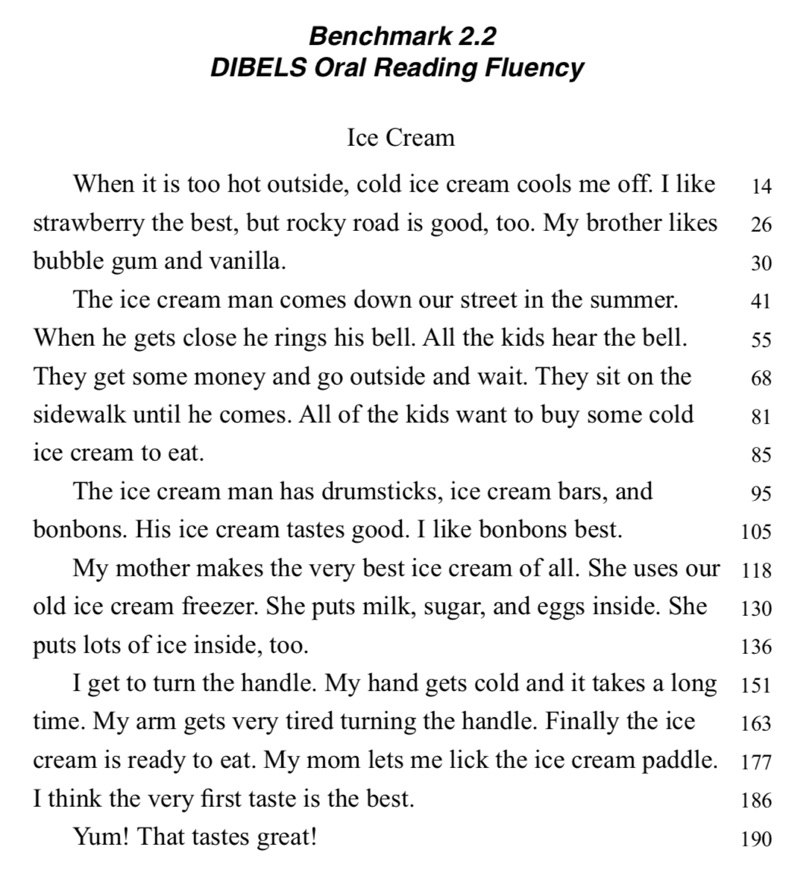 Benchmark 2.2
DIBELS Oral Reading Fluency
Ice Cream
When it is too hot outside, cold ice cream cools me off. I like 14
strawberry the best, but rocky road is good, too. My brother likes 26
bubble gum and vanilla. 30
The ice cream man comes down our street in the summer. 41
When he gets close he rings his bell. All the kids hear the bell. 55
They get some money and go outside and wait. They sit on the 68
sidewalk until he comes. All of the kids want to buy some cold 81
ice cream to eat. 85
The ice cream man has drumsticks, ice cream bars, and 95
bonbons. His ice cream tastes good. I like bonbons best. 105
My mother makes the very best ice cream of all. She uses our 118
old ice cream freezer. She puts milk, sugar, and eggs inside. She 130
puts lots of ice inside, too. 136
I get to turn the handle. My hand gets cold and it takes a long 151
time. My arm gets very tired turning the handle. Finally the ice 163
cream is ready to eat. My mom lets me lick the ice cream paddle. 177
I think the very first taste is the best. 186
Yum! That tastes great! 190